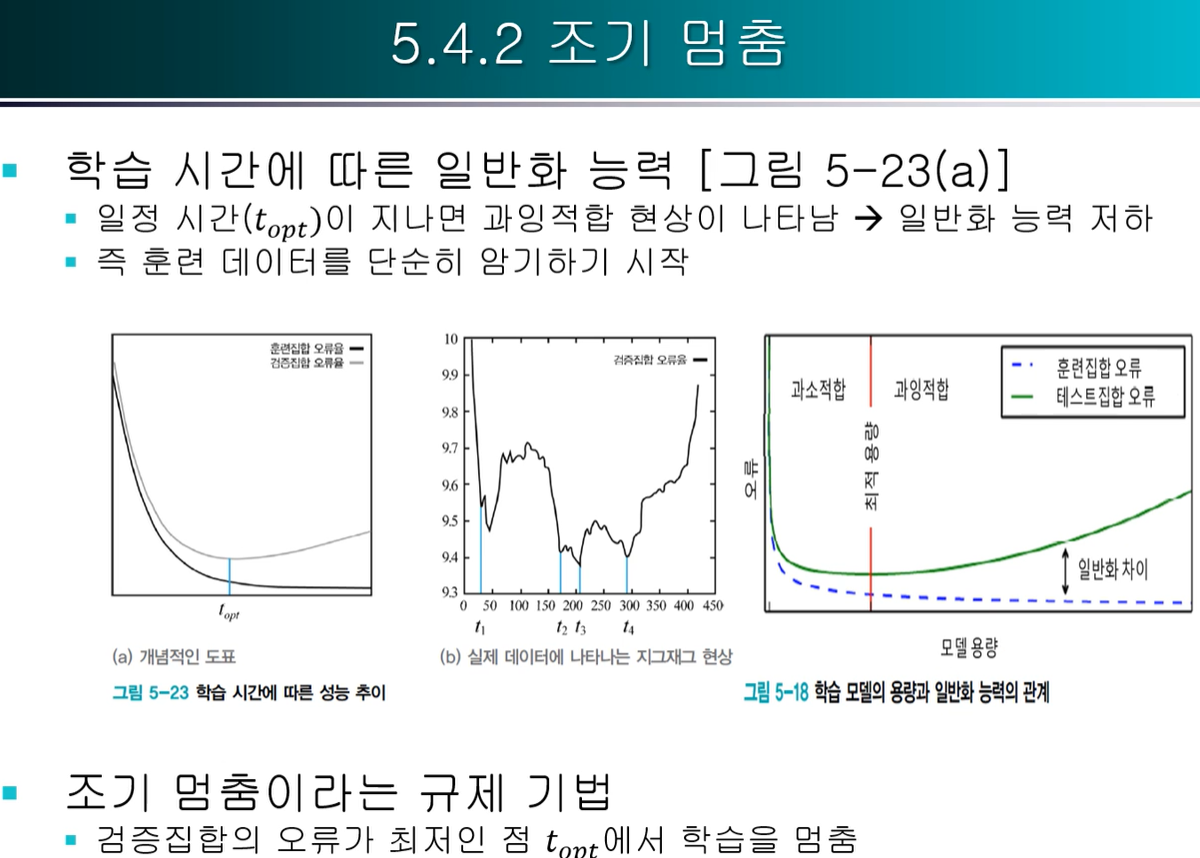 5.4.2 조기 멈춤
학습 시간에 따른 일반화 능력 [그림 5-23(a)]
일정 시간(t_opt)이 지나면 과잉적합 현상이 나타남 → 일반화 능력 저하
즉 훈련 데이터를 단순히 암기하기 시작
훈련집합 오류율
검증집합 오류율
t_opt
(a) 개념적인 도표
그림 5-23 학습 시간에 따른 성능 추이
검증집합 오류율
10
9.9
9.8
9.7
9.6
9.5
9.4
9.3
0 50 100 150 200 250 300 350 400 450
t1 t2 t3 t4
(b) 실제 데이터에 나타나는 지그재그 현상
훈련집합 오류
테스트집합 오류
과소적합 과잉적합
최적 용량
오류
일반화 차이
모델 용량
그림 5-18 학습 모델의 용량과 일반화 능력의 관계
조기 멈춤이라는 규제 기법
검증집합의 오류가 최저인 점 t_opt에서 학습을 멈춤